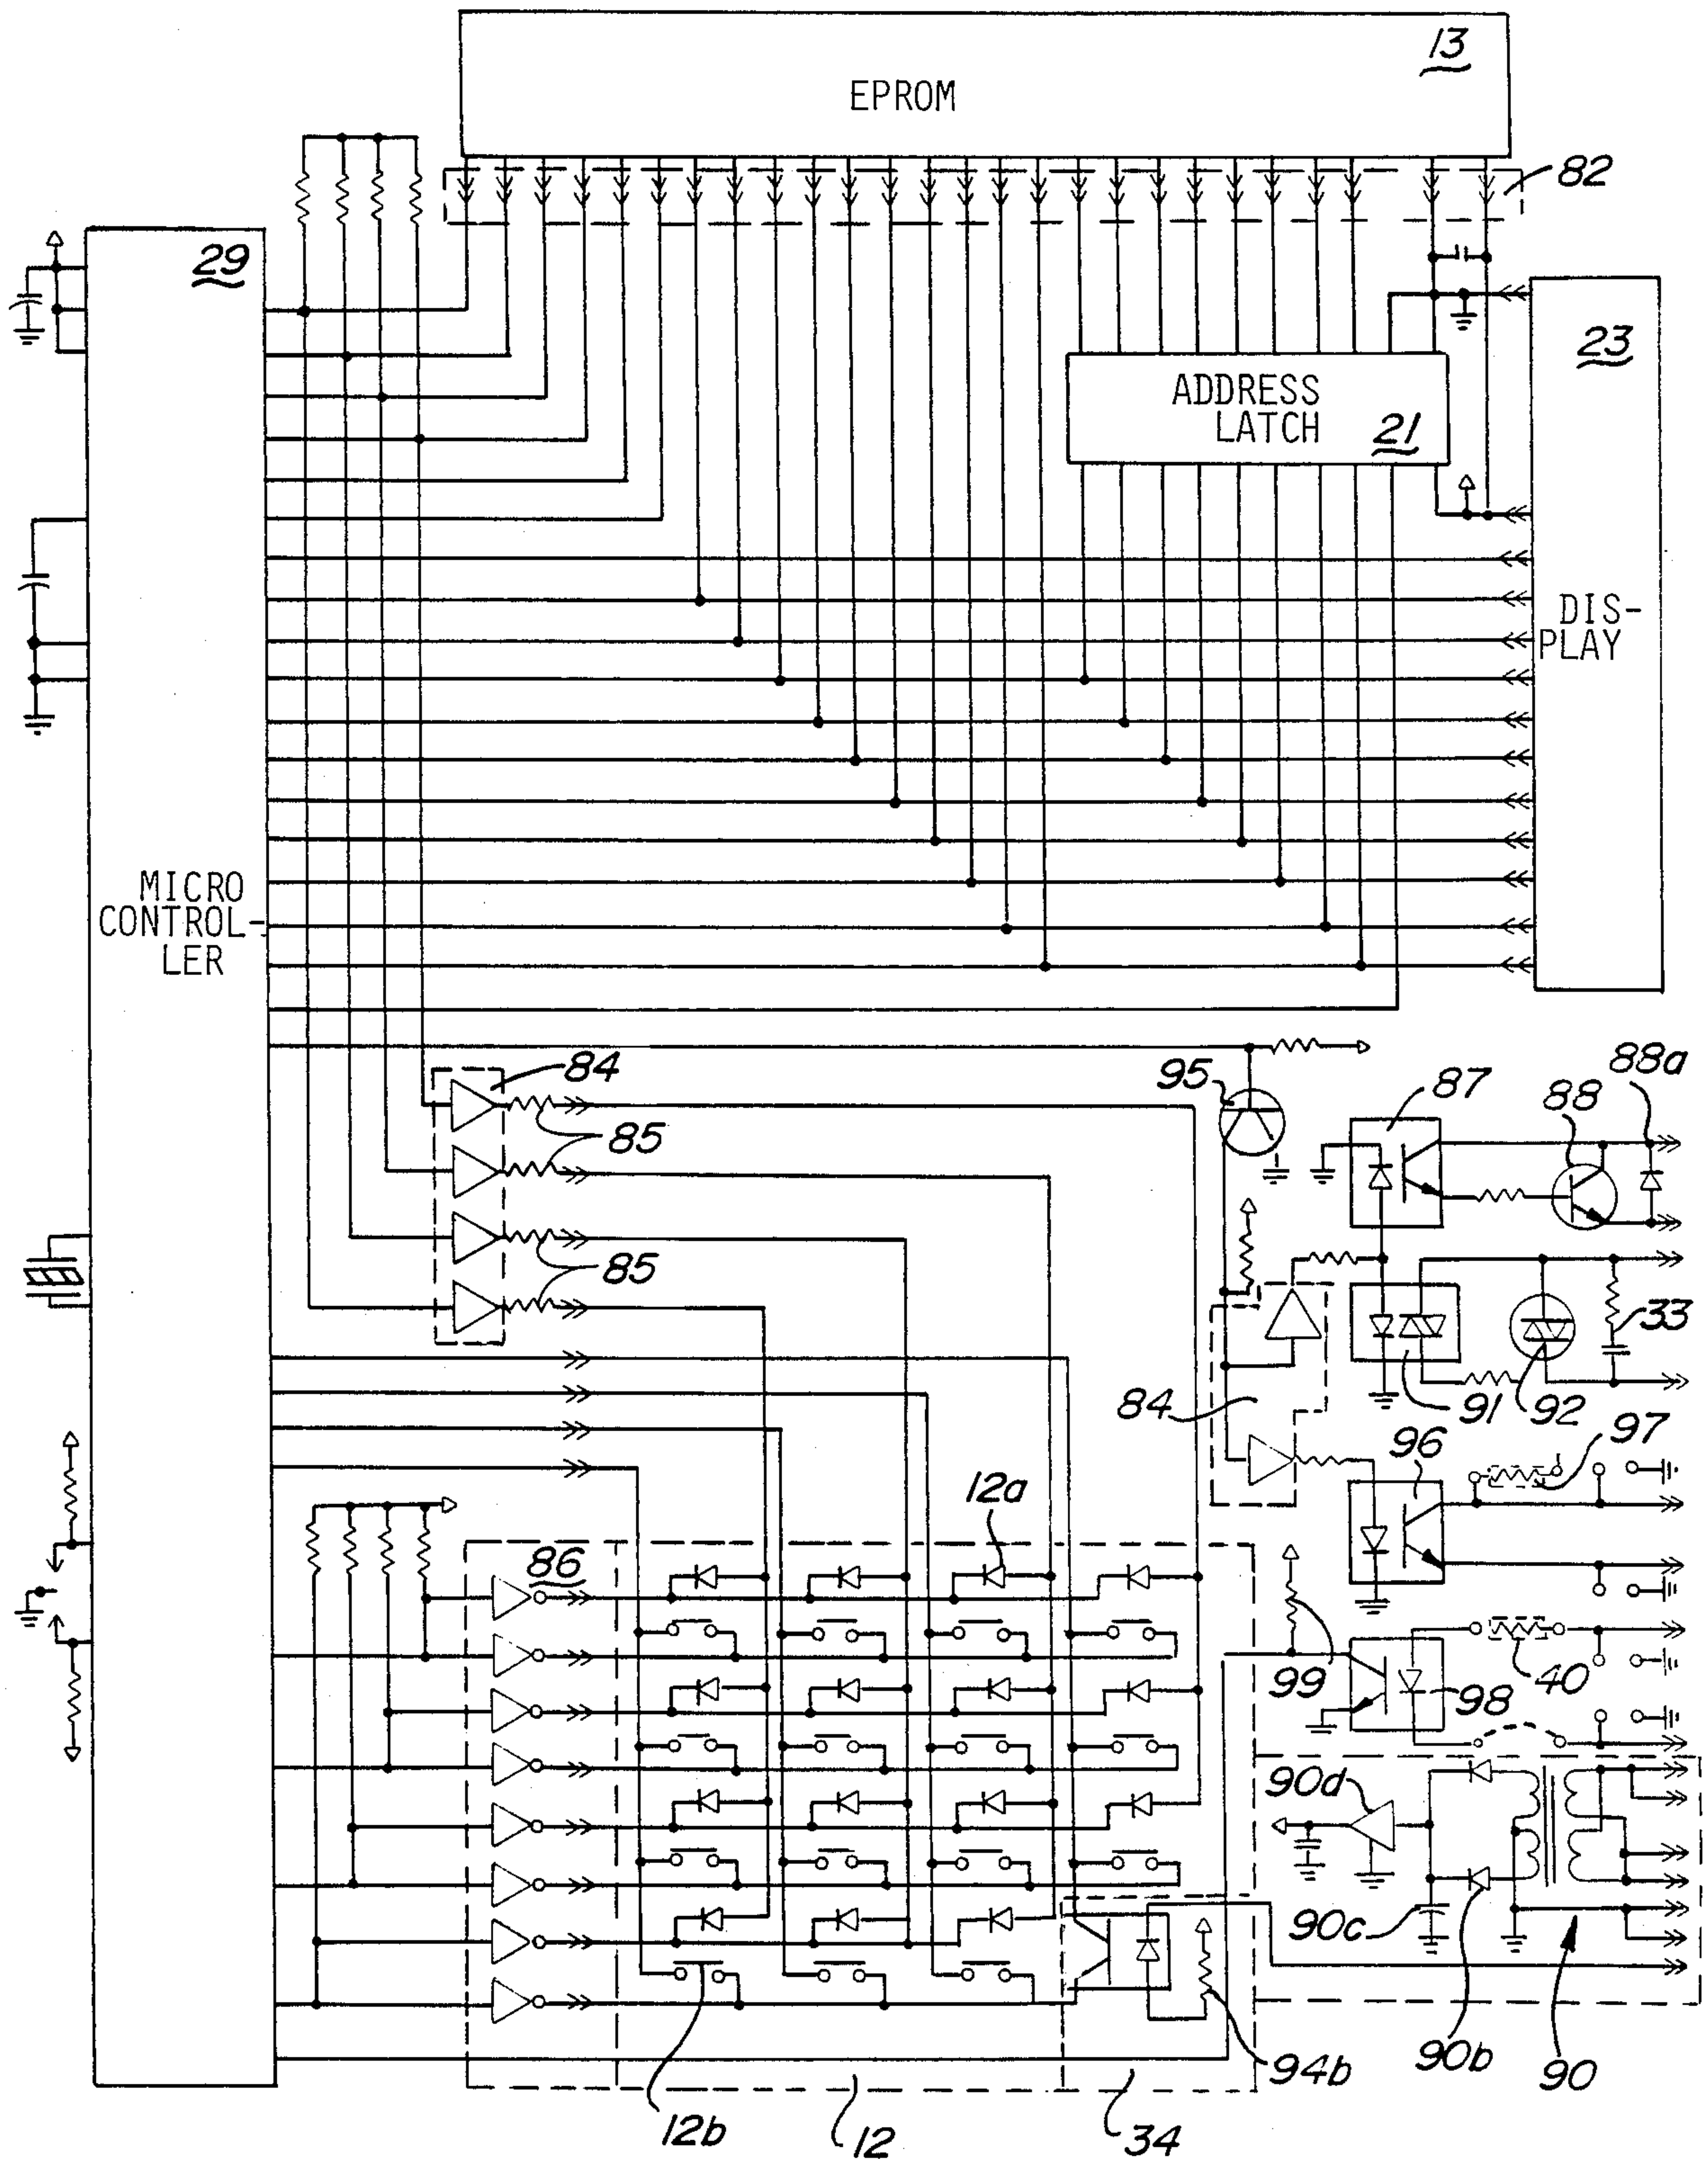 13
EPROM
82
29
23
ADDRESS
LATCH
21
DIS-
PLAY
MICRO
CONTROL-
LER
84
85
95
87
88
88a
85
33
84
91
92
97
96
12a
86
99
98
40
90d
90c
90b
90
94b
12b
12
34